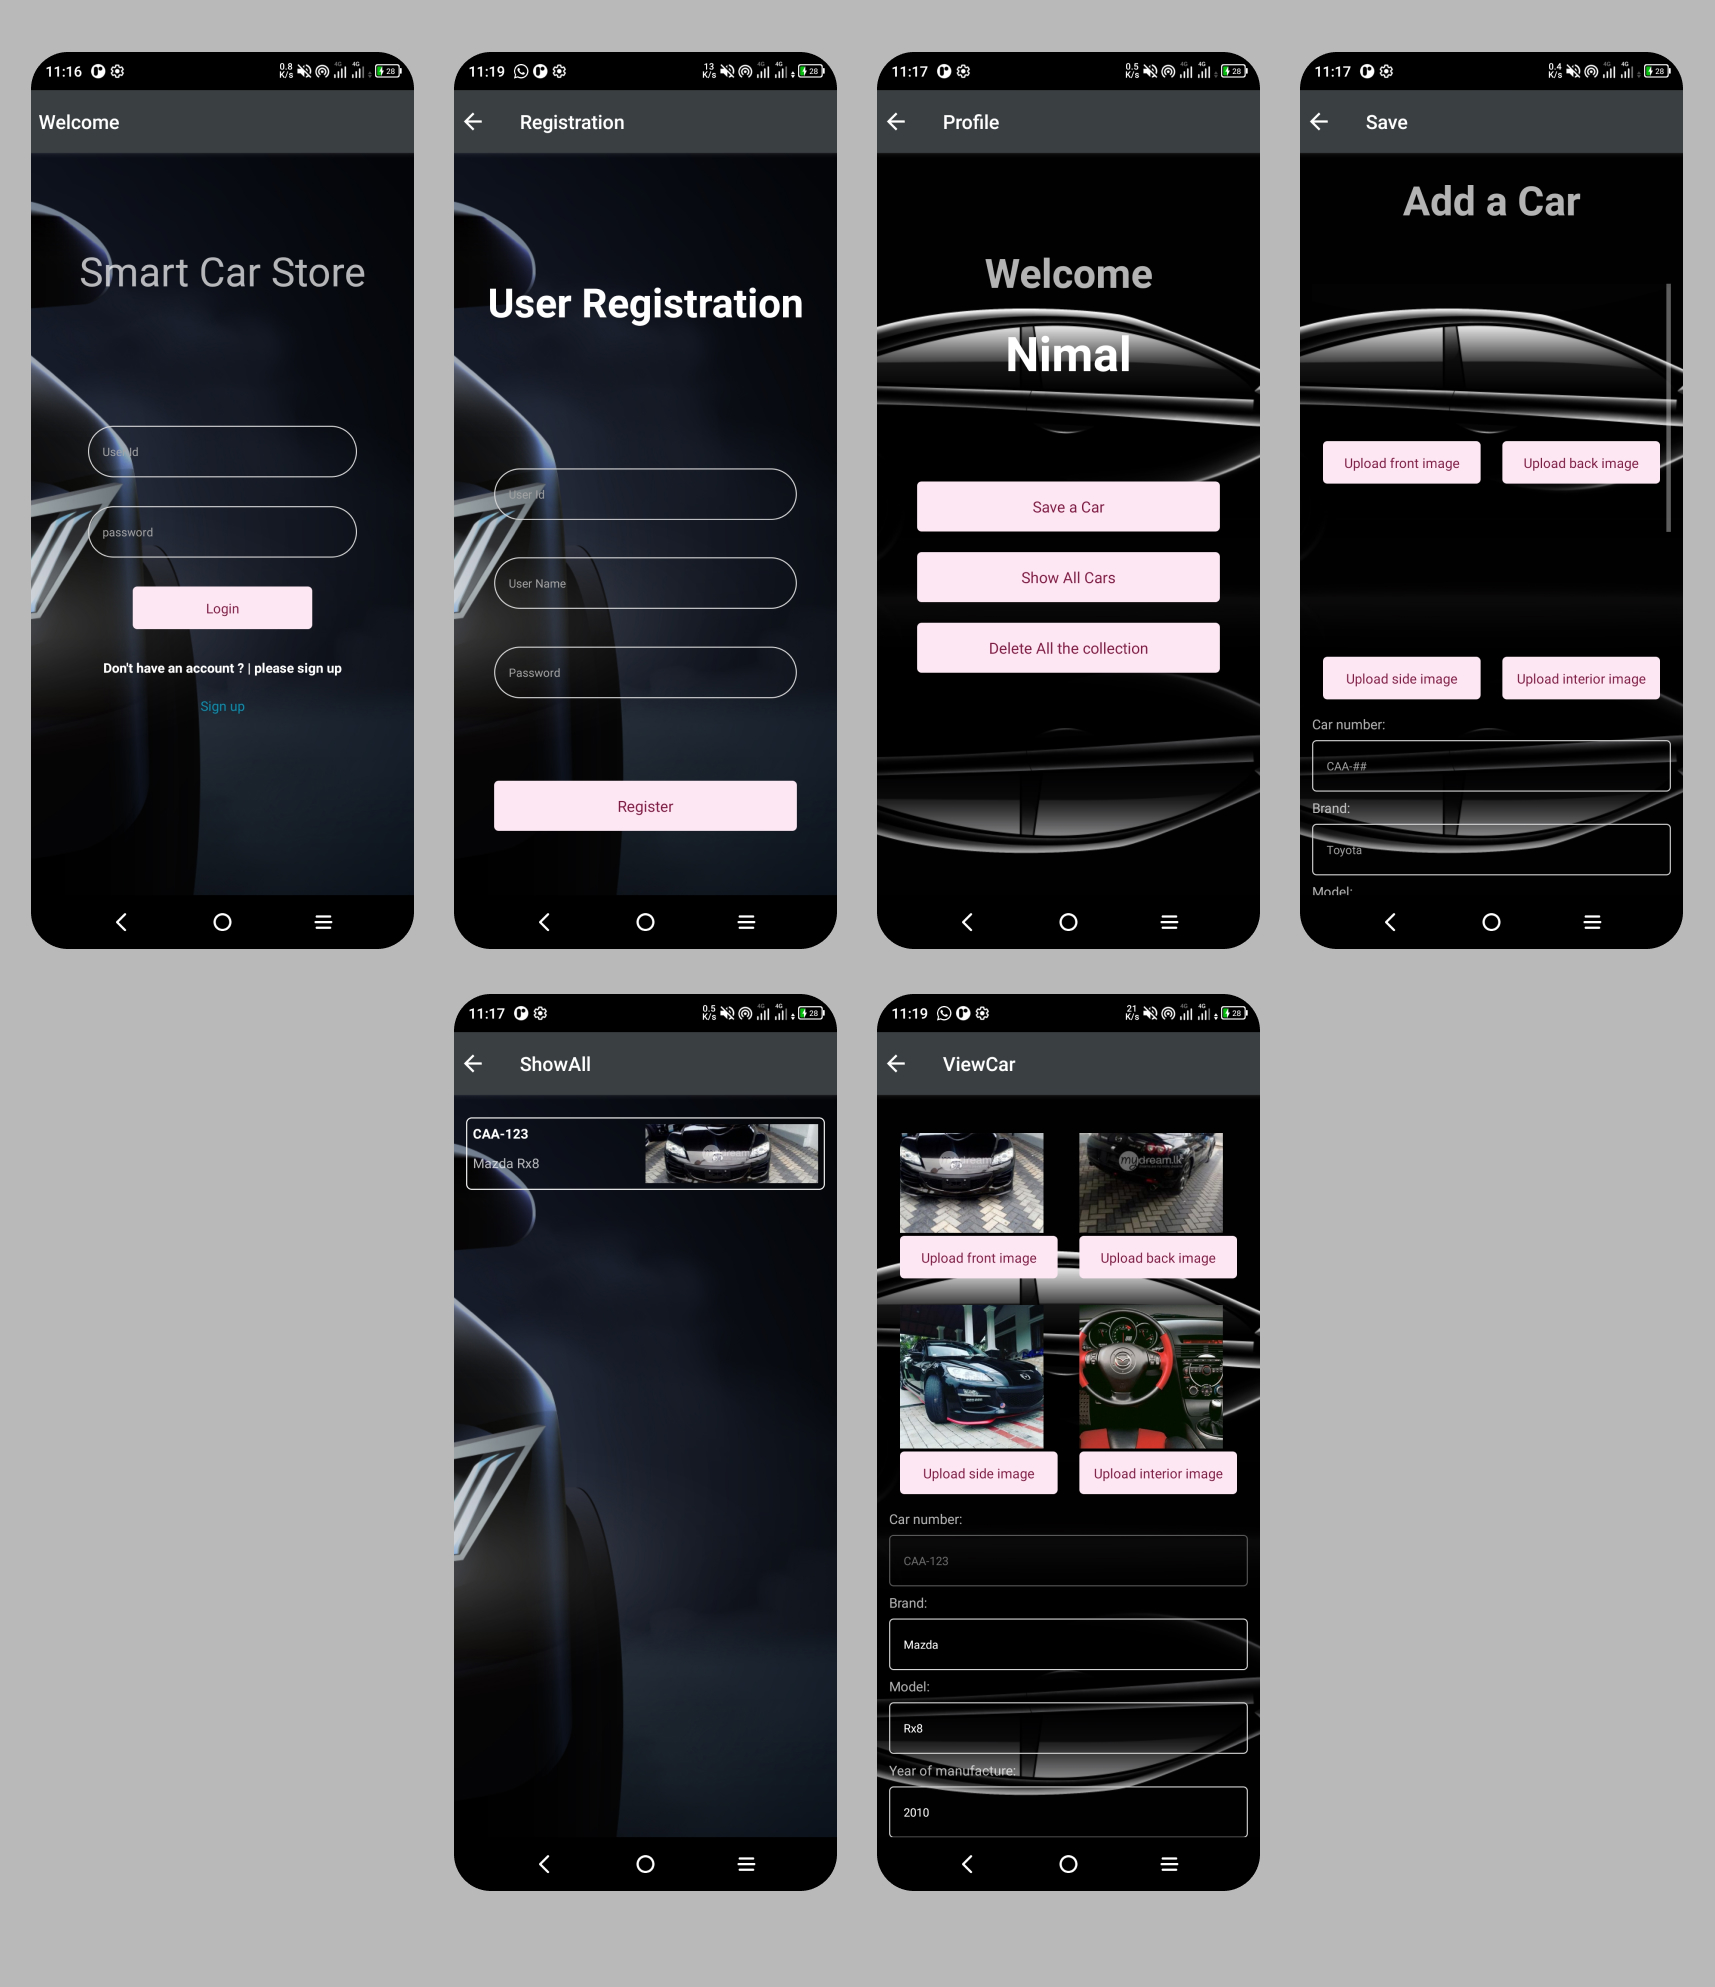 11:16
0.8 K/s 4G 4G 28
Welcome
Smart Car Store
User Id
password
Login
Don't have an account ? | please sign up
Sign up
11:19
13 K/s 4G 4G 28
Registration
User Registration
User Id
User Name
Password
Register
11:17
0.5 K/s 4G 4G 28
Profile
Welcome
Nimal
Save a Car
Show All Cars
Delete All the collection
11:17
0.4 K/s 4G 4G 28
Save
Add a Car
Upload front image
Upload back image
Upload side image
Upload interior image
Car number:
CAA-##
Brand:
Toyota
Model:
11:17
0.5 K/s 4G 4G 28
ShowAll
CAA-123
Mazda Rx8
mydream
11:19
21 K/s 4G 4G 28
ViewCar
mydream
mydream.lk
Upload front image
Upload back image
Upload side image
Upload interior image
Car number:
CAA-123
Brand:
Mazda
Model:
Rx8
Year of manufacture:
2010